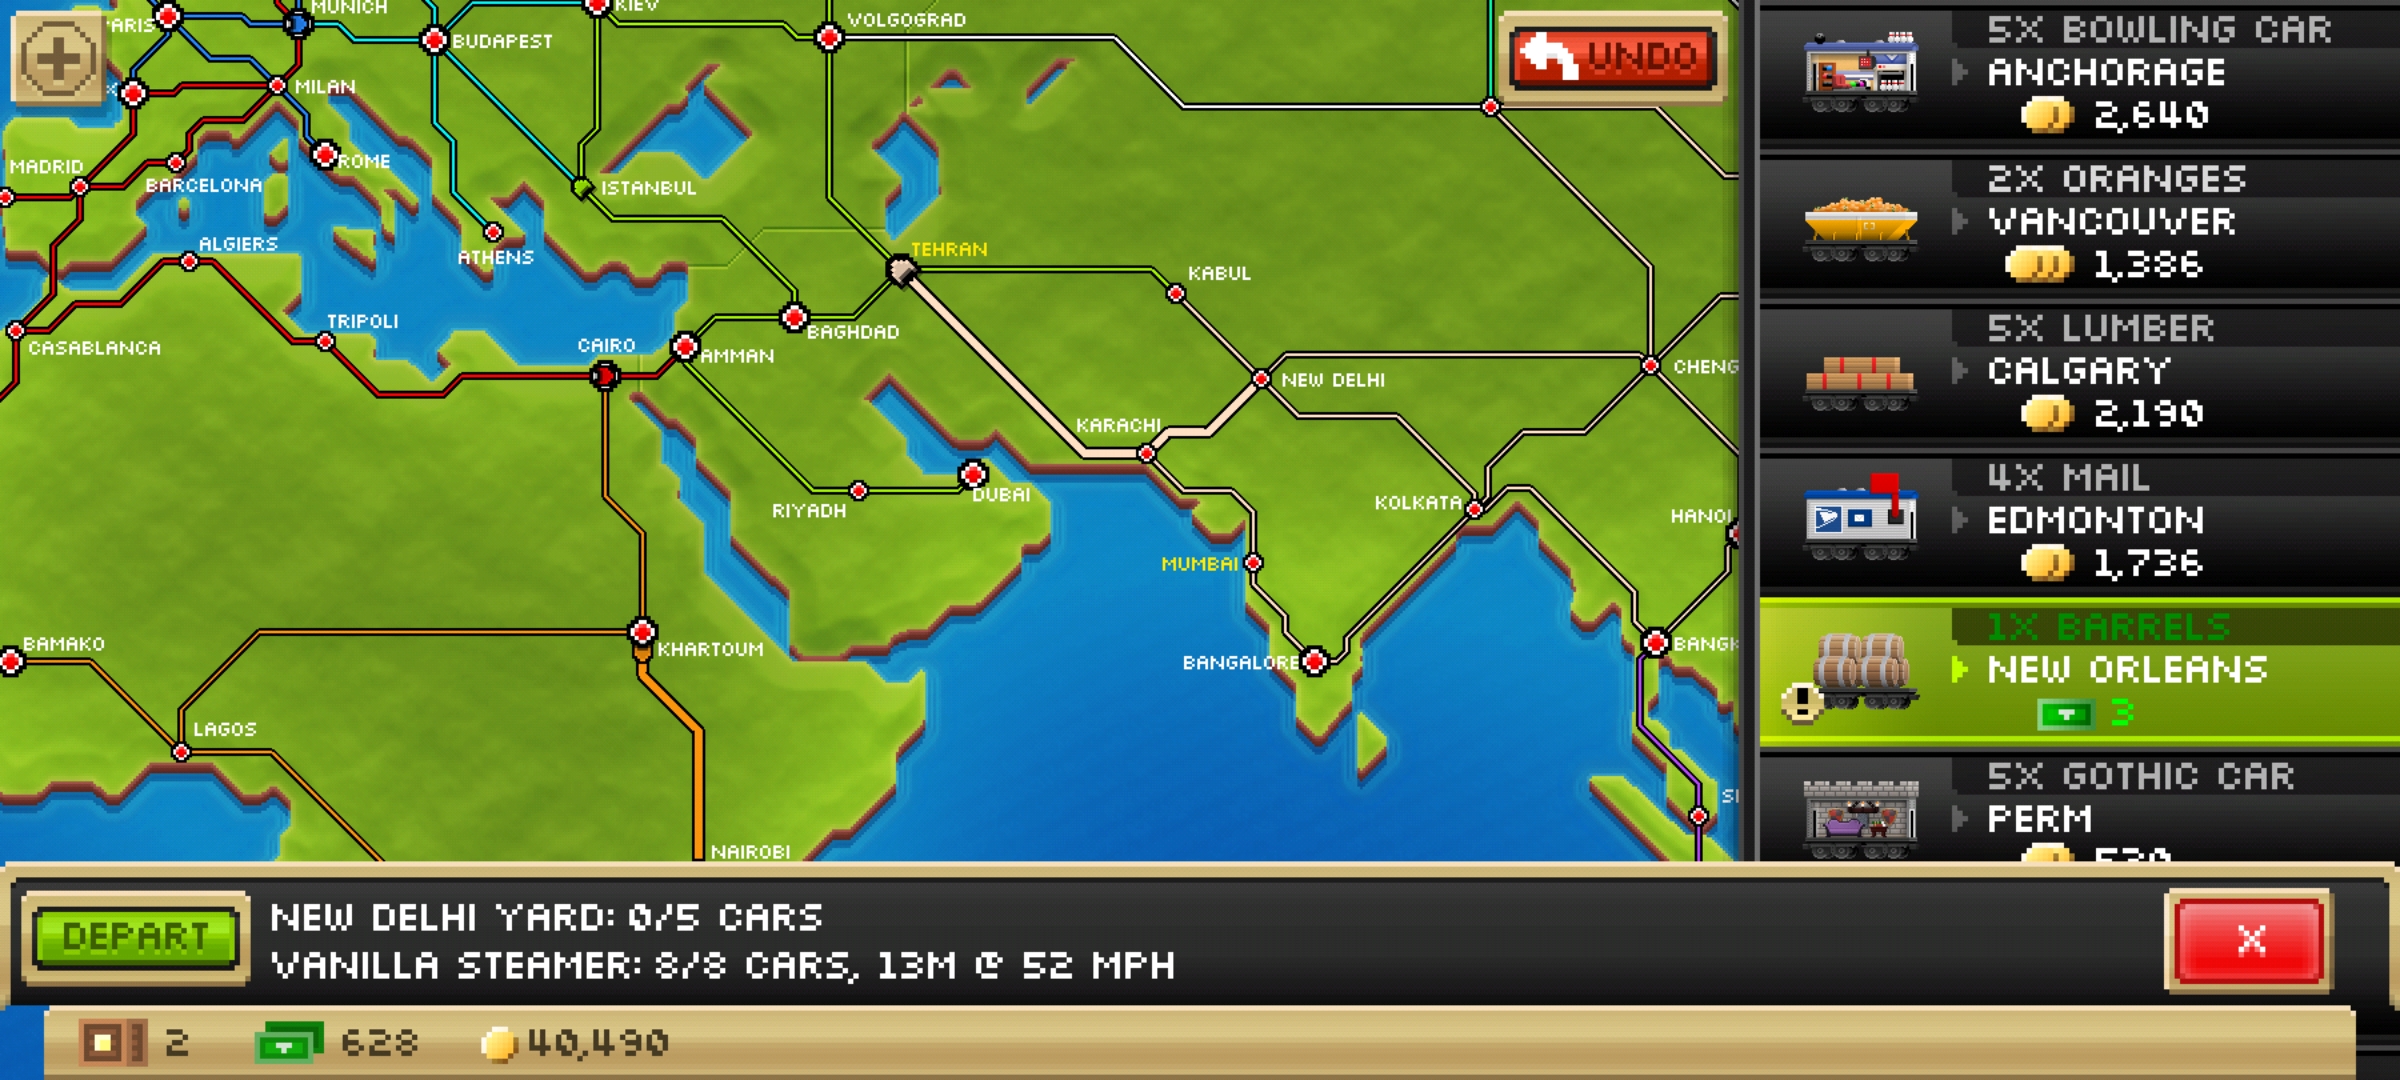 MUNICH
KIEV
ARIS
BUDAPEST
VOLGOGRAD
UNDO
MILAN
MADRID
ROME
BARCELONA
ISTANBUL
ALGIERS
ATHENS
TEHRAN
KABUL
TRIPOLI
BAGHDAD
CASABLANCA
CAIRO
AMMAN
NEW DELHI
CHENG
KARACHI
RIYADH
DUBAI
KOLKATA
HANOI
MUMBAI
BAMAKO
KHARTOUM
BANGALORE
BANGK
LAGOS
NAIROBI
5X BOWLING CAR
ANCHORAGE
2,640
2X ORANGES
VANCOUVER
1,386
5X LUMBER
CALGARY
2,190
4X MAIL
EDMONTON
1,736
1X BARRELS
NEW ORLEANS
3
5X GOTHIC CAR
PERM
DEPART
NEW DELHI YARD: 0/5 CARS
VANILLA STEAMER: 8/8 CARS, 13M @ 52 MPH
X
2
628
40,490